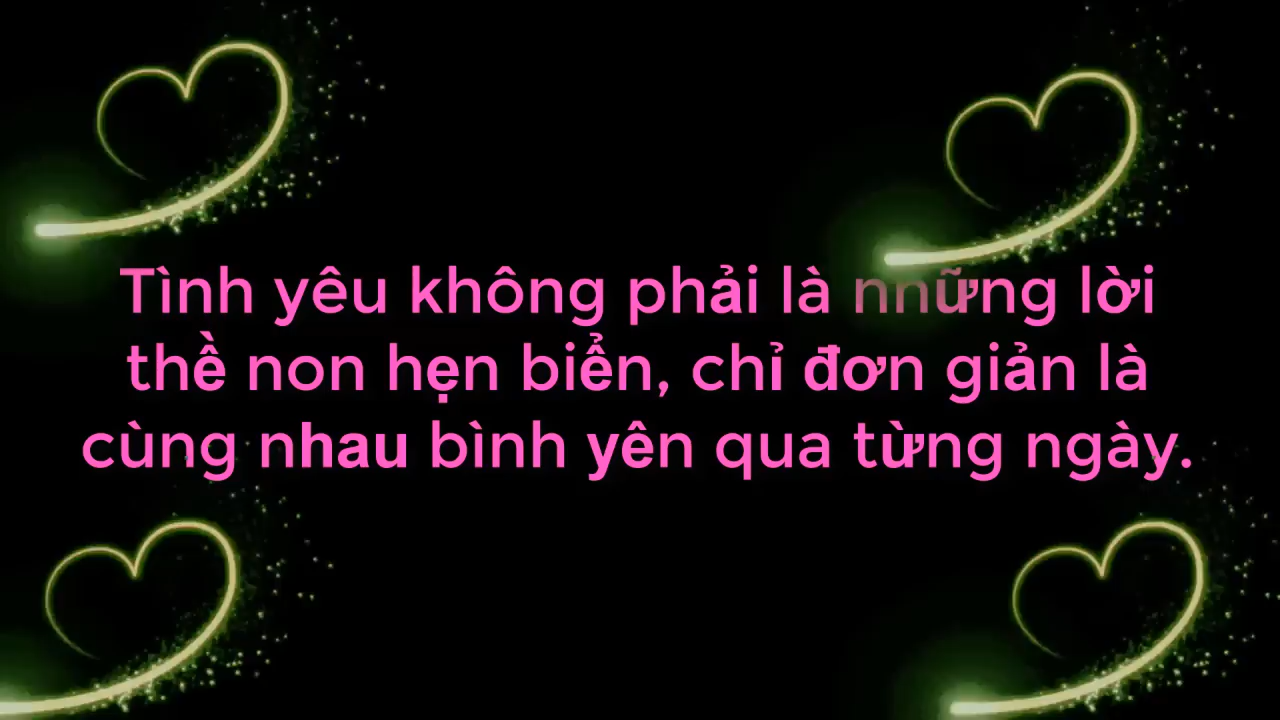 Tình yêu không phải là những lời
thề non hẹn biển, chỉ đơn giản là
cùng nhau bình yên qua từng ngày.